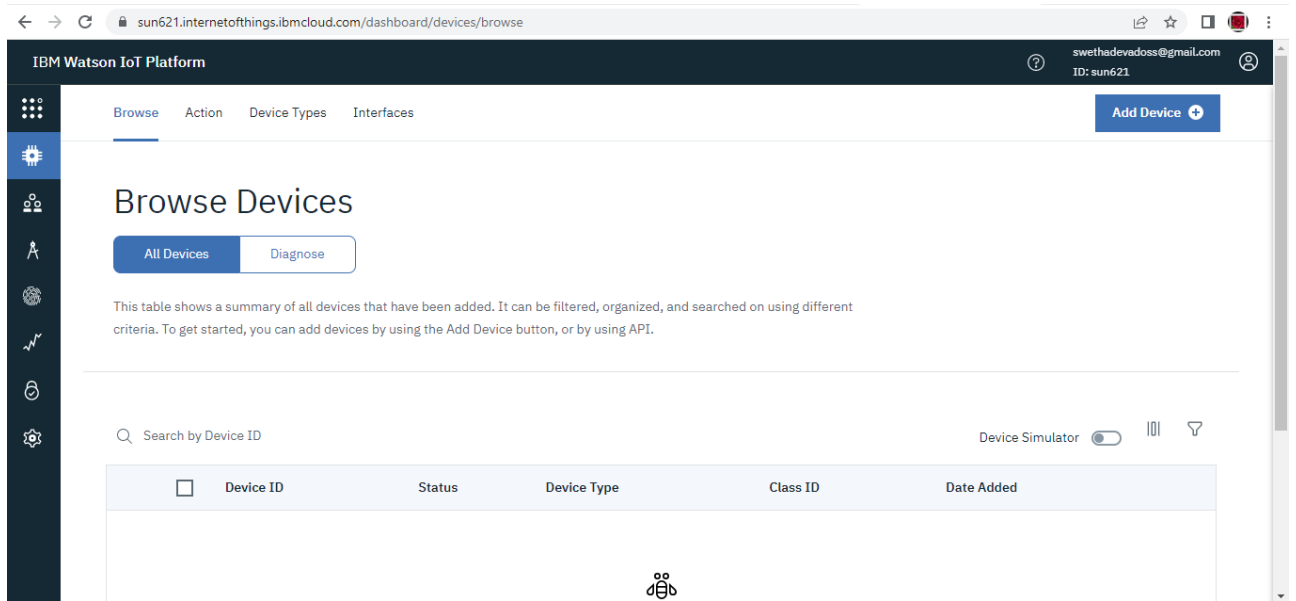 sun621.internetofthings.ibmcloud.com/dashboard/devices/browse
IBM Watson IoT Platform
swethadevadoss@gmail.com
ID: sun621
Browse Action Device Types Interfaces
Add Device
Browse Devices
All Devices Diagnose
This table shows a summary of all devices that have been added. It can be filtered, organized, and searched on using different
criteria. To get started, you can add devices by using the Add Device button, or by using API.
Search by Device ID
Device Simulator
Device ID Status Device Type Class ID Date Added